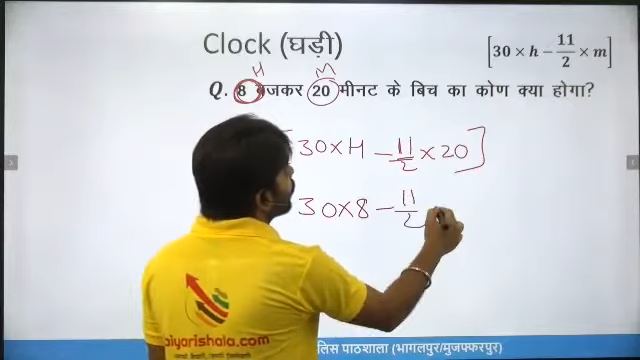 Clock (घड़ी)
[30 × h − 11/2 × m]
H M
Q. 8 बजकर 20 मीनट के बिच का कोण क्या होगा?
30×H − 11/2 × 20]
30×8 − 11/2
aiyarishala.com
लिस पाठशाला (भागलपुर/मुजफ्फरपुर)